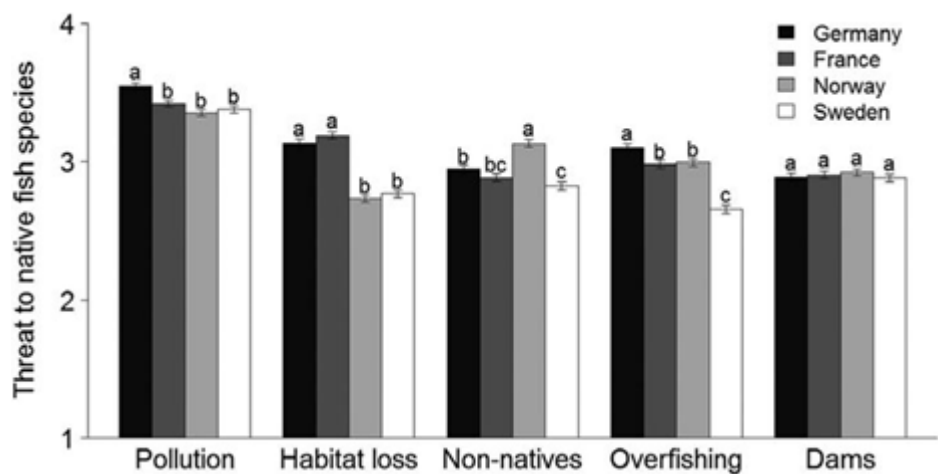 4
Germany
France
Norway
Sweden
a
b
b
b
a
a
b
b
b
bc
a
c
a
b
b
c
a
a
a
a
3
2
1
Threat to native fish species
Pollution
Habitat loss
Non-natives
Overfishing
Dams